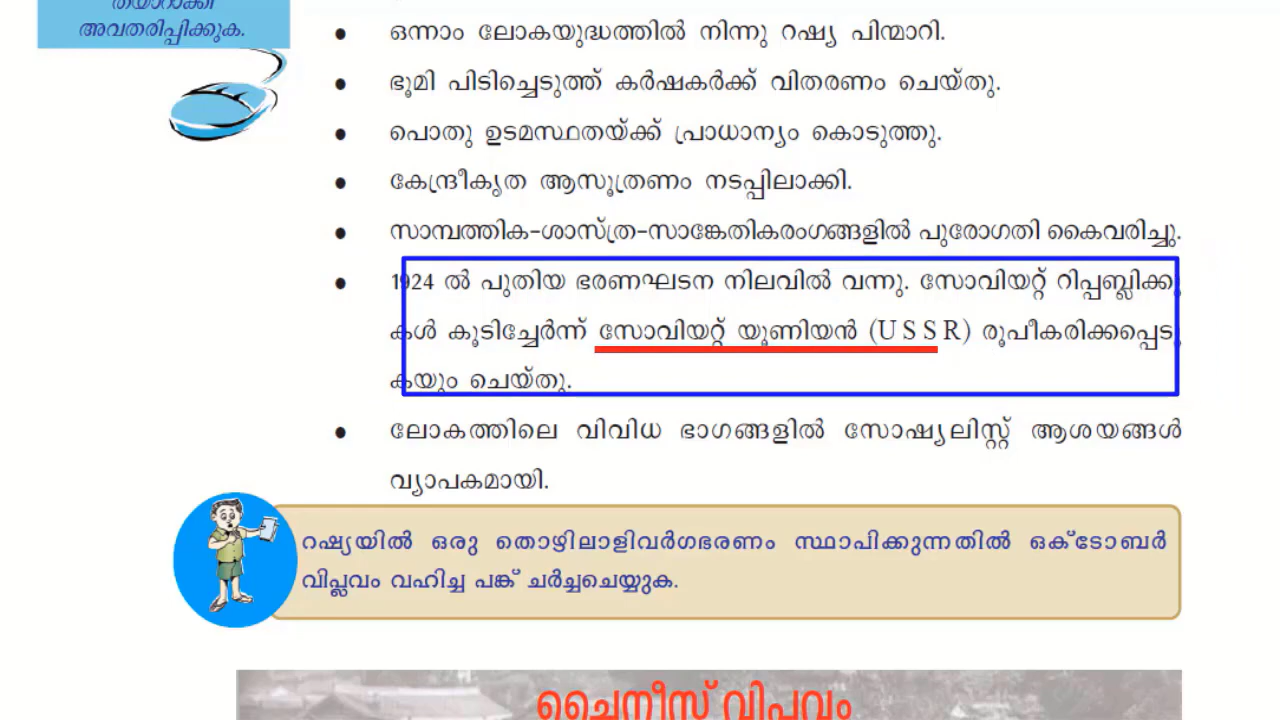 തയാറാക്കി
അവതരിപ്പിക്കുക.
● ഒന്നാം ലോകയുദ്ധത്തിൽ നിന്നു റഷ്യ പിന്മാറി.
● ഭൂമി പിടിച്ചെടുത്ത് കർഷകർക്ക് വിതരണം ചെയ്തു.
● പൊതു ഉടമസ്ഥതയ്ക്ക് പ്രാധാന്യം കൊടുത്തു.
● കേന്ദ്രീകൃത ആസൂത്രണം നടപ്പിലാക്കി.
● സാമ്പത്തിക-ശാസ്ത്ര-സാങ്കേതികരംഗങ്ങളിൽ പുരോഗതി കൈവരിച്ചു.
● 1924 ൽ പുതിയ ഭരണഘടന നിലവിൽ വന്നു. സോവിയറ്റ് റിപ്പബ്ലിക്കു
കൾ കൂടിച്ചേർന്ന് സോവിയറ്റ് യൂണിയൻ (USSR) രൂപീകരിക്കപ്പെടു
കയും ചെയ്തു.
● ലോകത്തിലെ വിവിധ ഭാഗങ്ങളിൽ സോഷ്യലിസ്റ്റ് ആശയങ്ങൾ
വ്യാപകമായി.
റഷ്യയിൽ ഒരു തൊഴിലാളിവർഗഭരണം സ്ഥാപിക്കുന്നതിൽ ഒക്ടോബർ
വിപ്ലവം വഹിച്ച പങ്ക് ചർച്ചചെയ്യുക.
ചൈനീസ് വിപ്ലവം